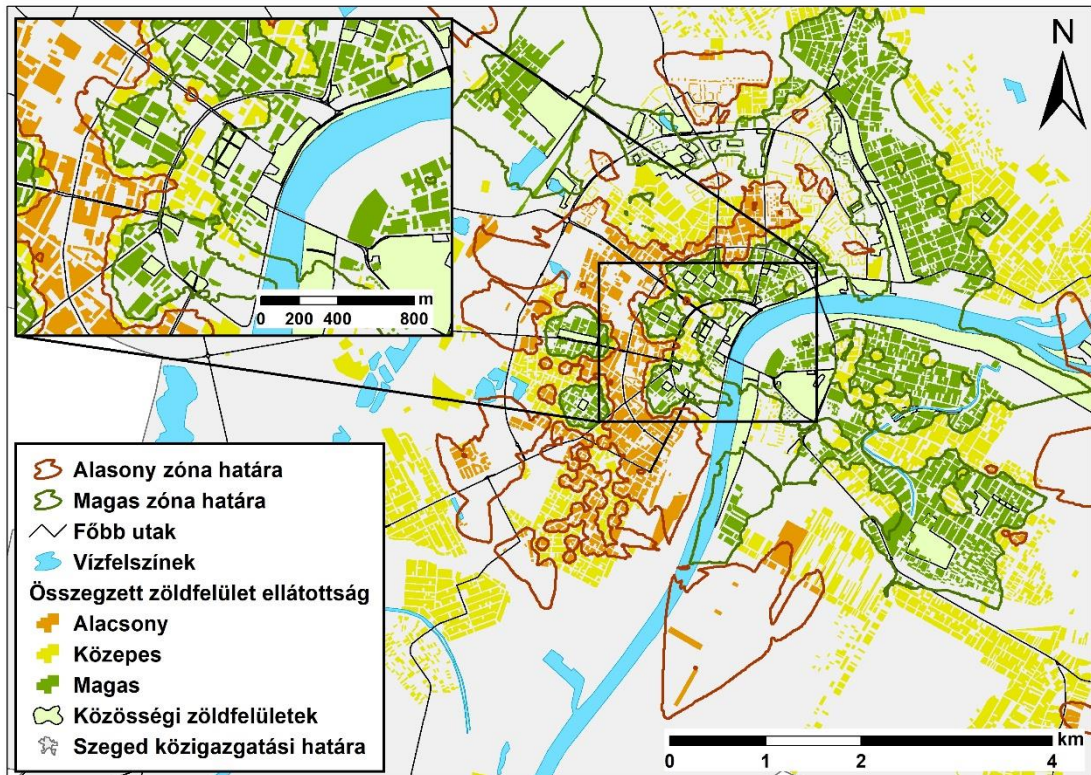 N
m
0 200 400 800
Alasony zóna határa
Magas zóna határa
Főbb utak
Vízfelszínek
Összegzett zöldfelület ellátottság
Alacsony
Közepes
Magas
Közösségi zöldfelületek
Szeged közigazgatási határa
km
0 1 2 4